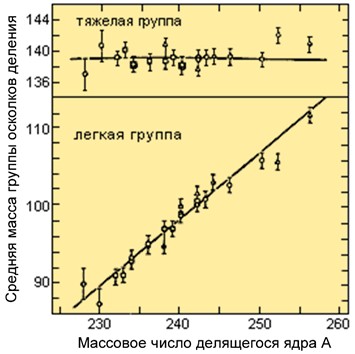 Средняя масса группы осколков деления
тяжелая группа
144
140
136
легкая группа
110
100
90
230 240 250 260
Массовое число делящегося ядра А